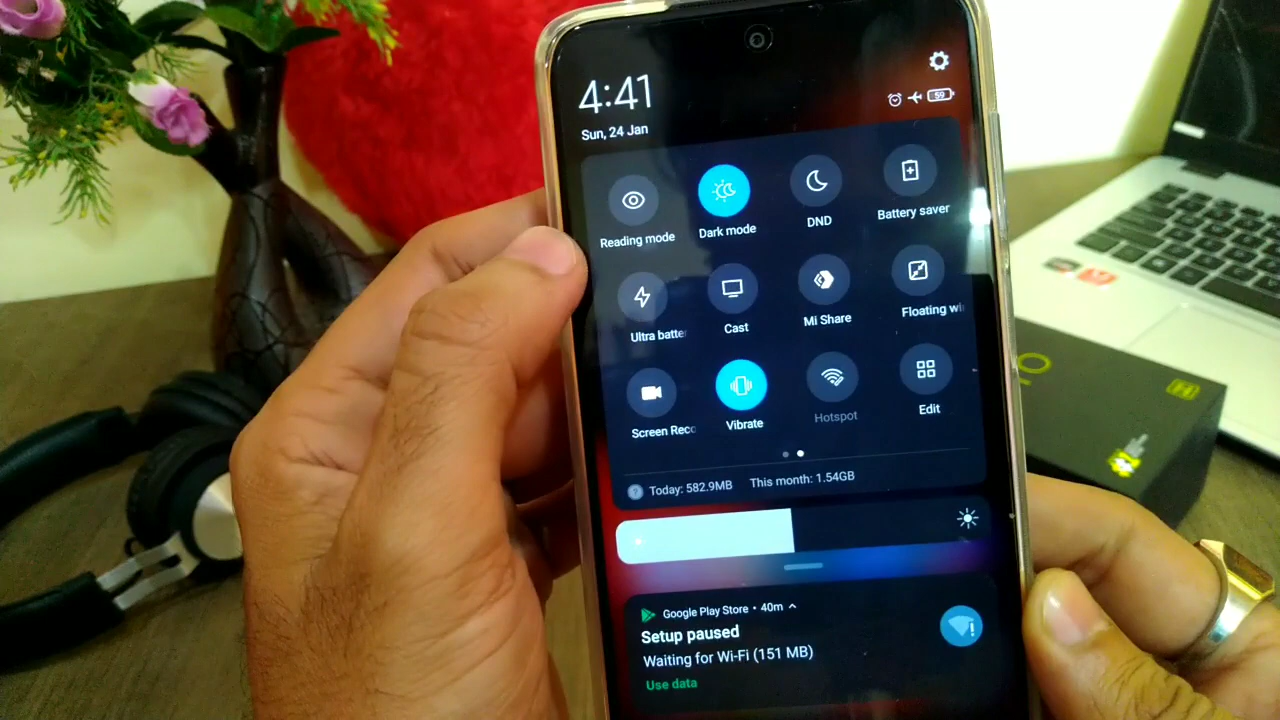 4:41
Sun, 24 Jan
59
Reading mode
Dark mode
DND
Battery saver
Ultra batte
Cast
Mi Share
Floating wi
Screen Rec
Vibrate
Hotspot
Edit
Today: 582.9MB This month: 1.54GB
Google Play Store • 40m
Setup paused
Waiting for Wi-Fi (151 MB)
Use data